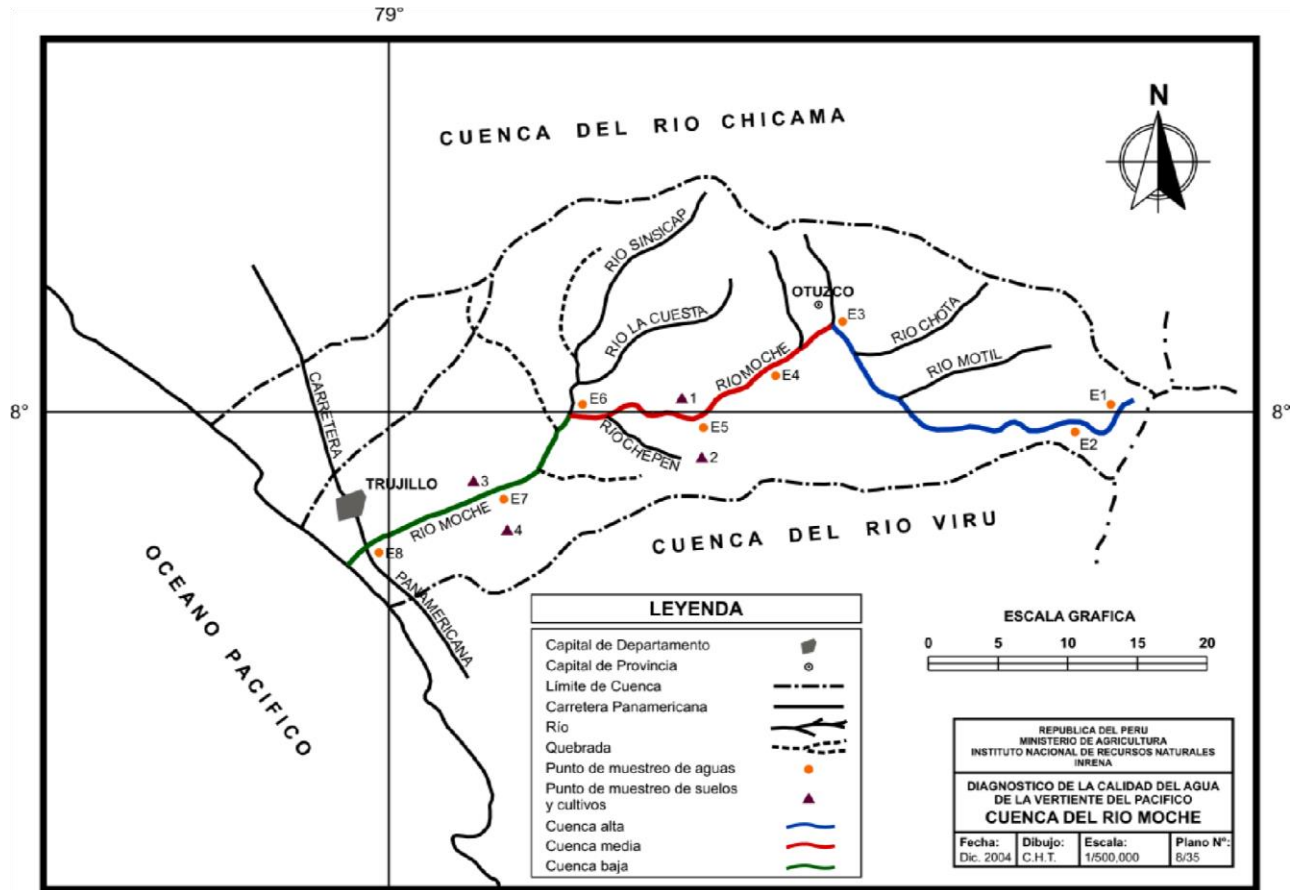 79°
CUENCA DEL RIO CHICAMA
N
RIO SINSICAP
OTUZCO
E3
RIO CHOTA
RIO LA CUESTA
RIO MOTIL
RIO MOCHE
E4
CARRETERA
8°
E6
1
E1
8°
E5
E2
RIO CHEPEN
2
TRUJILLO
3
E7
RIO MOCHE
4
CUENCA DEL RIO VIRU
E8
PANAMERICANA
OCEANO PACIFICO
LEYENDA
Capital de Departamento
Capital de Provincia
Límite de Cuenca
Carretera Panamericana
Río
Quebrada
Punto de muestreo de aguas
Punto de muestreo de suelos
y cultivos
Cuenca alta
Cuenca media
Cuenca baja
ESCALA GRAFICA
0 5 10 15 20
REPUBLICA DEL PERU
MINISTERIO DE AGRICULTURA
INSTITUTO NACIONAL DE RECURSOS NATURALES
INRENA
DIAGNOSTICO DE LA CALIDAD DEL AGUA
DE LA VERTIENTE DEL PACIFICO
CUENCA DEL RIO MOCHE
Fecha: Dibujo: Escala: Plano N°:
Dic. 2004 C.H.T. 1/500,000 8/35